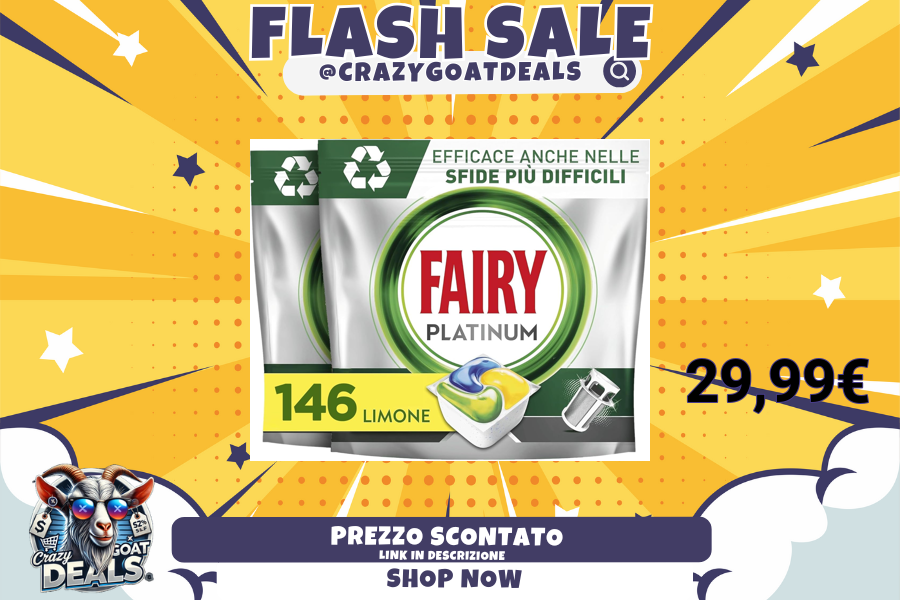 FLASH SALE
@CRAZYGOATDEALS
EFFICACE ANCHE NELLE
SFIDE PIÙ DIFFICILI
FAIRY
PLATINUM
146 LIMONE
29,99€
$
52%
Crazy GOAT
DEALS
PREZZO SCONTATO
LINK IN DESCRIZIONE
SHOP NOW